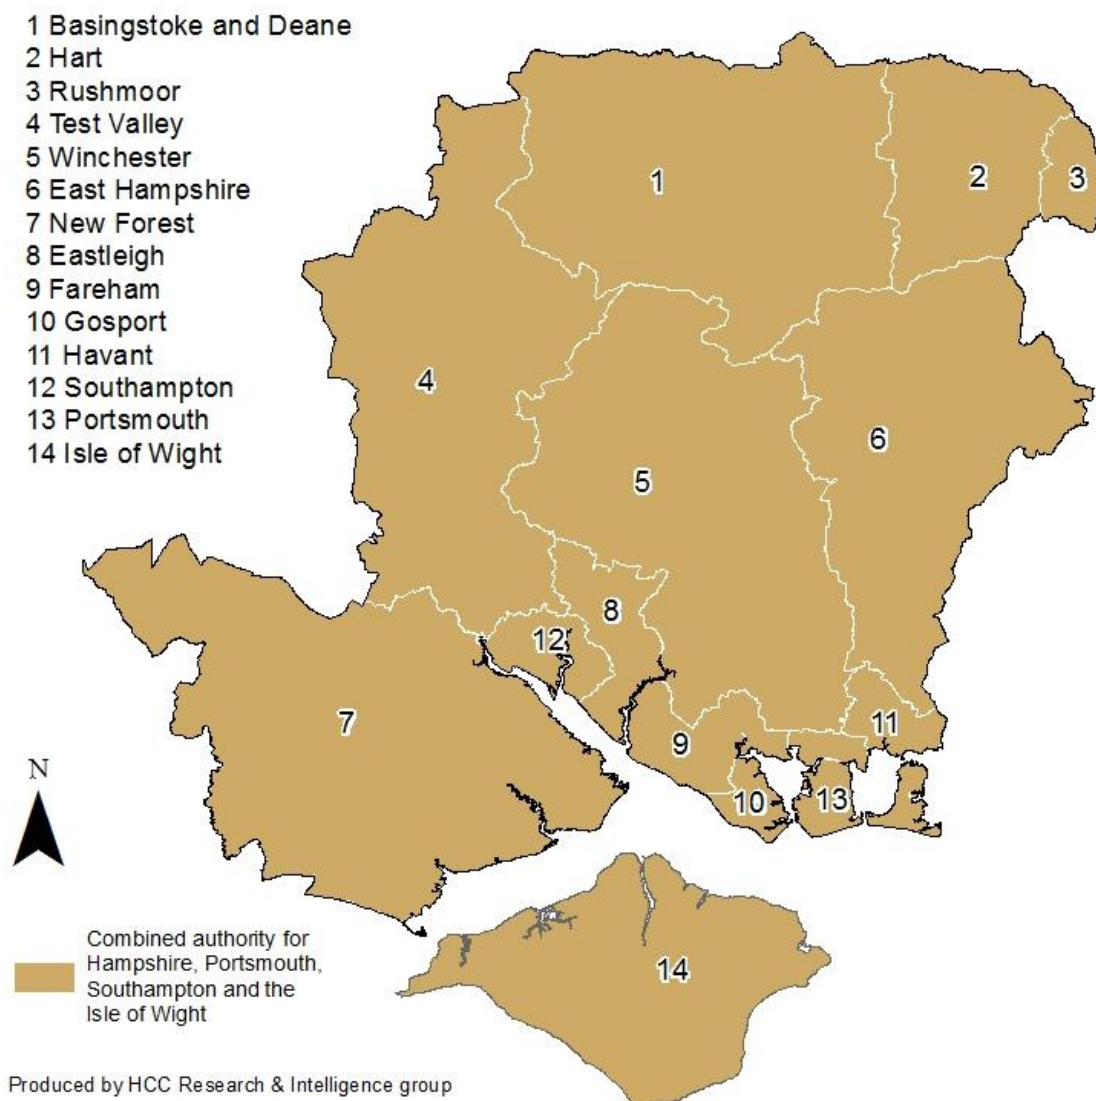 1 Basingstoke and Deane
2 Hart
3 Rushmoor
4 Test Valley
5 Winchester
6 East Hampshire
7 New Forest
8 Eastleigh
9 Fareham
10 Gosport
11 Havant
12 Southampton
13 Portsmouth
14 Isle of Wight
1
2
3
4
5
6
7
8
12
9
10
11
13
14
N
Combined authority for
Hampshire, Portsmouth,
Southampton and the
Isle of Wight
Produced by HCC Research & Intelligence group